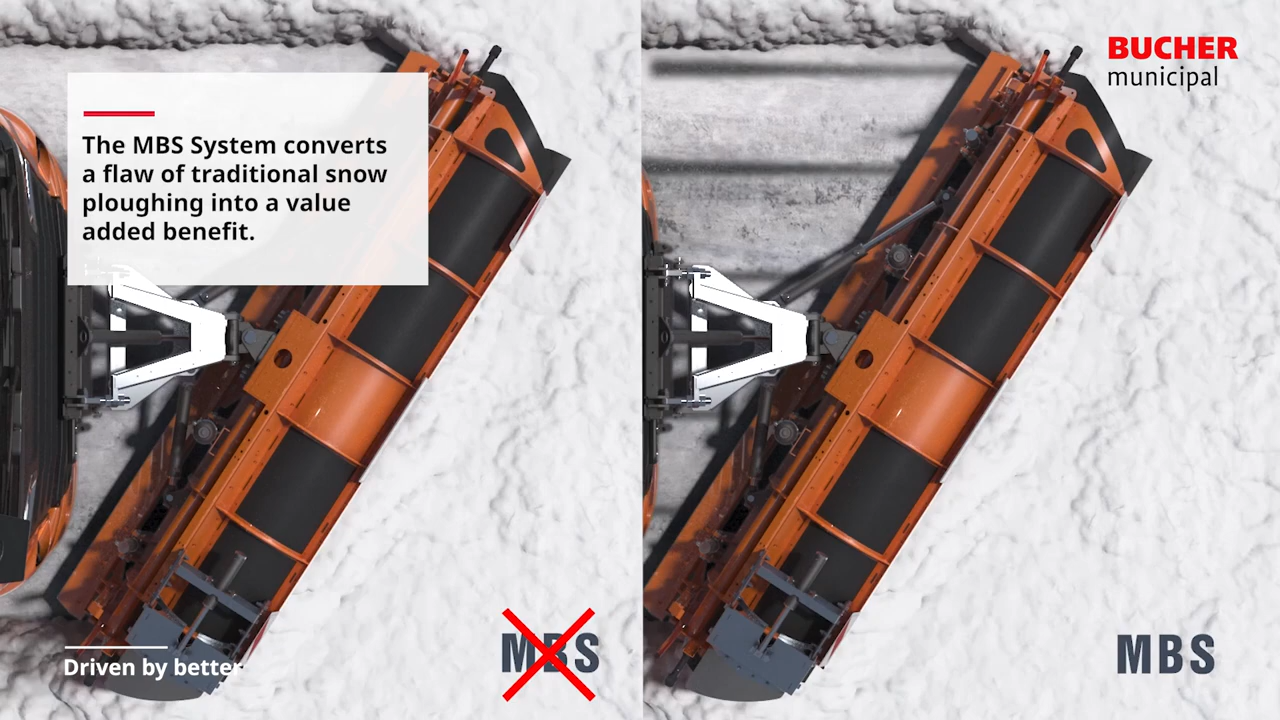 The MBS System converts
a flaw of traditional snow
ploughing into a value
added benefit.
BUCHER
municipal
Driven by better
MBS
MBS